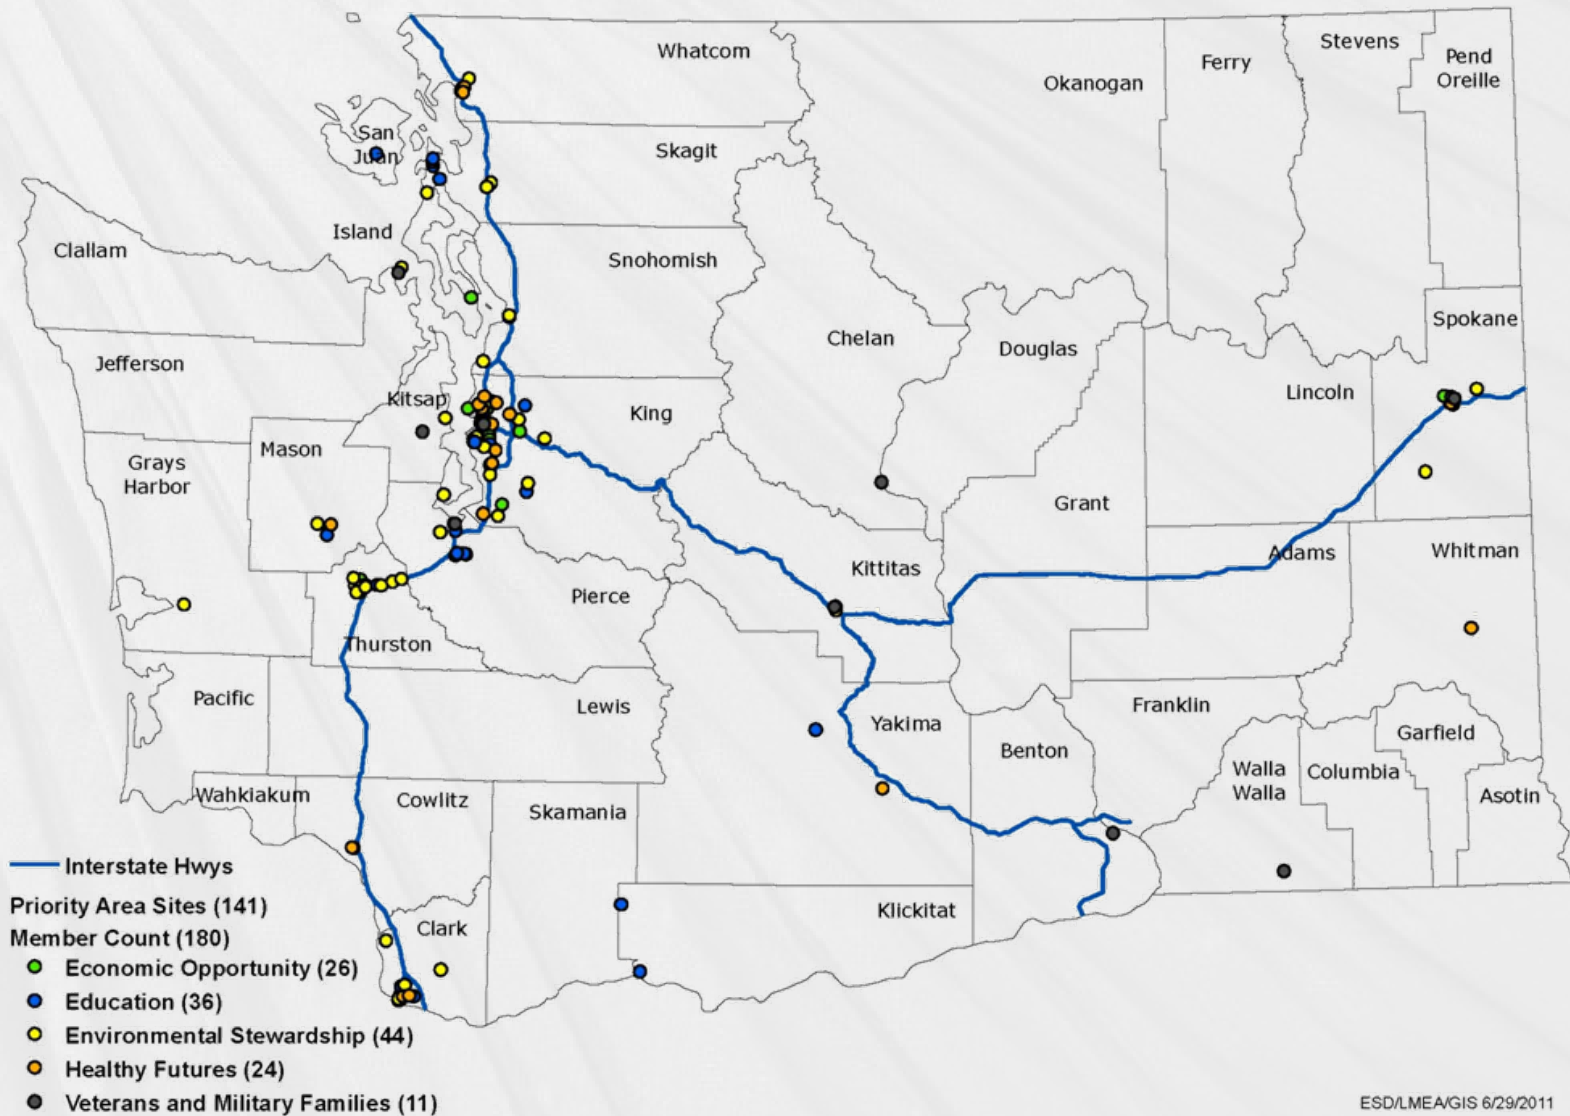 Whatcom
Okanogan
Ferry
Stevens
Pend
Oreille
San
Juan
Skagit
Island
Clallam
Snohomish
Spokane
Jefferson
Chelan
Douglas
Kitsap
King
Lincoln
Mason
Grays
Harbor
Grant
Adams
Whitman
Kittitas
Pierce
Thurston
Pacific
Lewis
Yakima
Franklin
Benton
Garfield
Walla
Walla
Columbia
Asotin
Wahkiakum
Cowlitz
Skamania
Klickitat
Clark
Interstate Hwys
Priority Area Sites (141)
Member Count (180)
Economic Opportunity (26)
Education (36)
Environmental Stewardship (44)
Healthy Futures (24)
Veterans and Military Families (11)
ESD/LMEA/GIS 6/29/2011